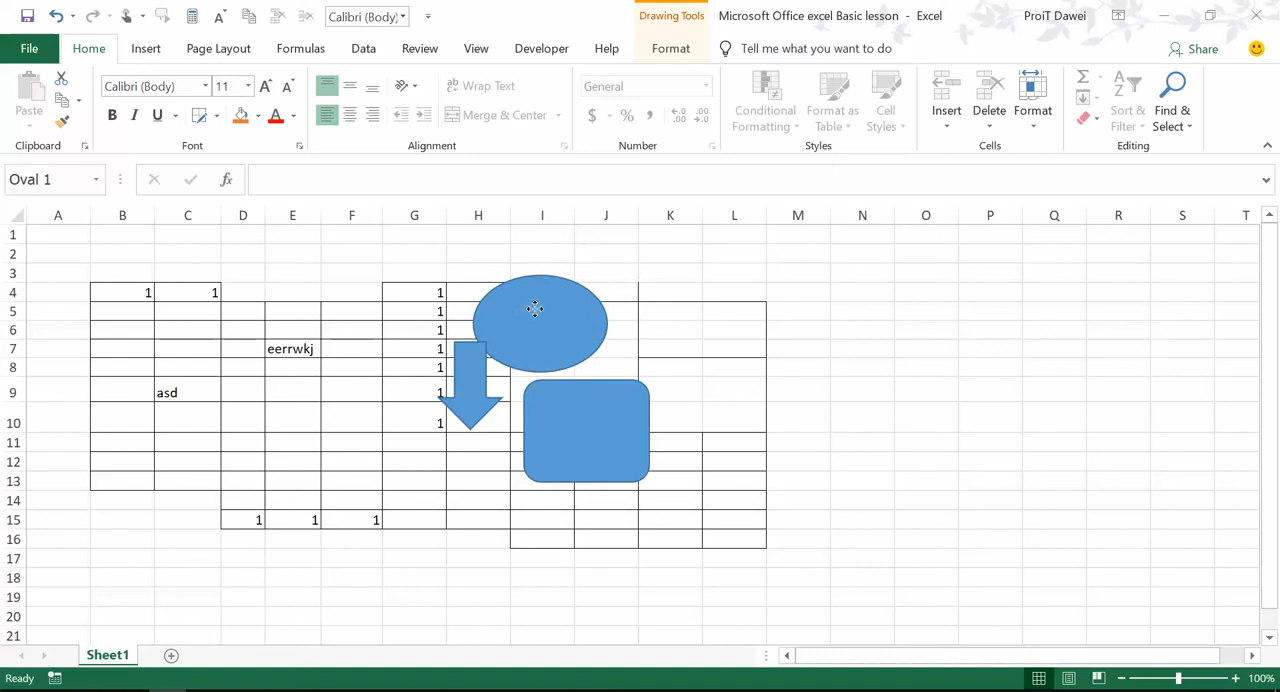 Calibri (Body)
Drawing Tools
Microsoft Office excel Basic lesson - Excel
ProiT Dawei
File
Home
Insert
Page Layout
Formulas
Data
Review
View
Developer
Help
Format
Tell me what you want to do
Share
Paste
Clipboard
Calibri (Body)
11
B I U
Font
Wrap Text
Merge & Center
Alignment
General
$ % ,
Number
Conditional
Formatting
Format as
Table
Cell
Styles
Styles
Insert
Delete
Format
Cells
Sort &
Filter
Find &
Select
Editing
Oval 1
fx
A B C D E F G H I J K L M N O P Q R S T
1
2
3
4 1 1 1
5 1
6 1
7 eerrwkj 1
8 1
9 asd 1
10 1
11
12
13
14
15 1 1 1
16
17
18
19
20
21
Sheet1
Ready
100%